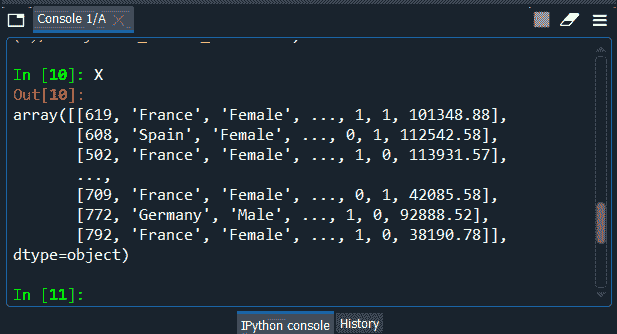 Console 1/A
In [10]: X
Out[10]:
array([[619, 'France', 'Female', ..., 1, 1, 101348.88],
[608, 'Spain', 'Female', ..., 0, 1, 112542.58],
[502, 'France', 'Female', ..., 1, 0, 113931.57],
...,
[709, 'France', 'Female', ..., 0, 1, 42085.58],
[772, 'Germany', 'Male', ..., 1, 0, 92888.52],
[792, 'France', 'Female', ..., 1, 0, 38190.78]],
dtype=object)
In [11]:
IPython console History